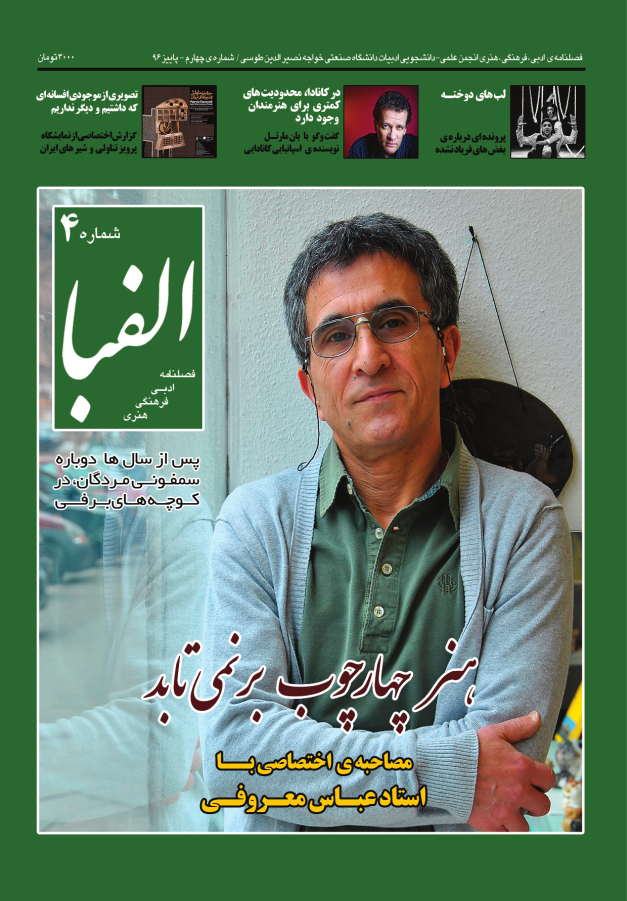 فصلنامه‌ی ادبی، فرهنگی، هنری انجمن علمی-دانشجویی ادبیات دانشگاه صنعتی خواجه نصیرالدین طوسی / شماره‌ی چهارم - پاییز ۹۶
۳۰۰۰ تومان
لب‌های دوخته
پرونده‌ای درباره‌ی
بغض‌های فریاد نشده
در کانادا، محدودیت‌های
کمتری برای هنرمندان
وجود دارد
گفت‌وگو با یان مارتل
نویسنده‌ی اسپانیایی کانادایی
تصویری از موجودی افسانه‌ای
که داشتیم و دیگر نداریم
گزارش اختصاصی از نمایشگاه
پرویز تناولی و شیرهای ایران
شماره ۴
الفبا
فصلنامه
ادبی
فرهنگی
هنری
پس از سال ها دوباره
سمفونی مردگان، در
کوچه‌های برفی
هنر چهارچوب برنمی تابد
مصاحبه‌ی اختصاصی با
استاد عباس معروفی